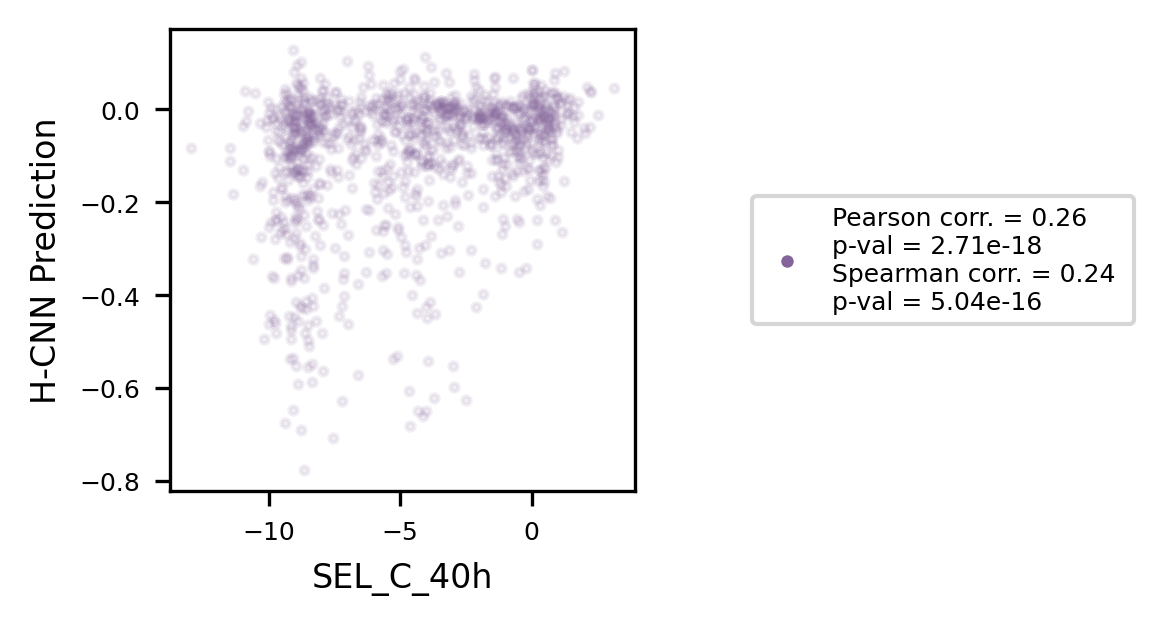 H-CNN Prediction
0.0
−0.2
−0.4
−0.6
−0.8
−10
−5
0
SEL_C_40h
Pearson corr. = 0.26
p-val = 2.71e-18
Spearman corr. = 0.24
p-val = 5.04e-16